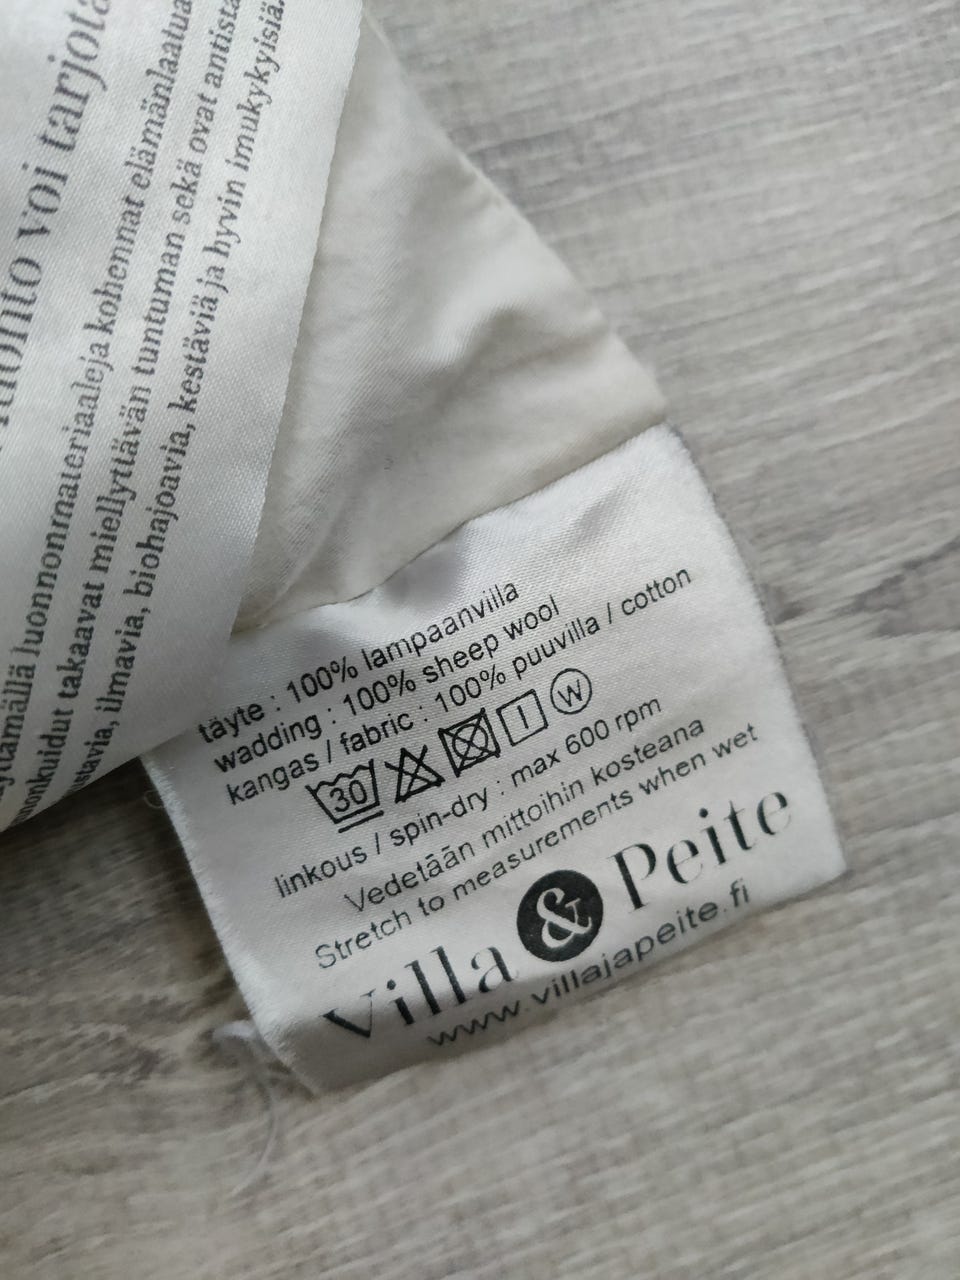 voi tarjota
luonnonmateriaaleja kohennat elämänlaatua
takaavat miellyttävän tuntuman sekä ovat
ilmavia, biohajoavia, kestäviä ja hyvin imukykyisiä.
täyte : 100% lampaanvilla
wadding : 100% sheep wool
kangas / fabric : 100% puuvilla / cotton
30 W
linkous / spin-dry : max 600 rpm
Vedetään mittoihin kosteana
Stretch to measurements when wet
Villa & Peite
www.villajapeite.fi